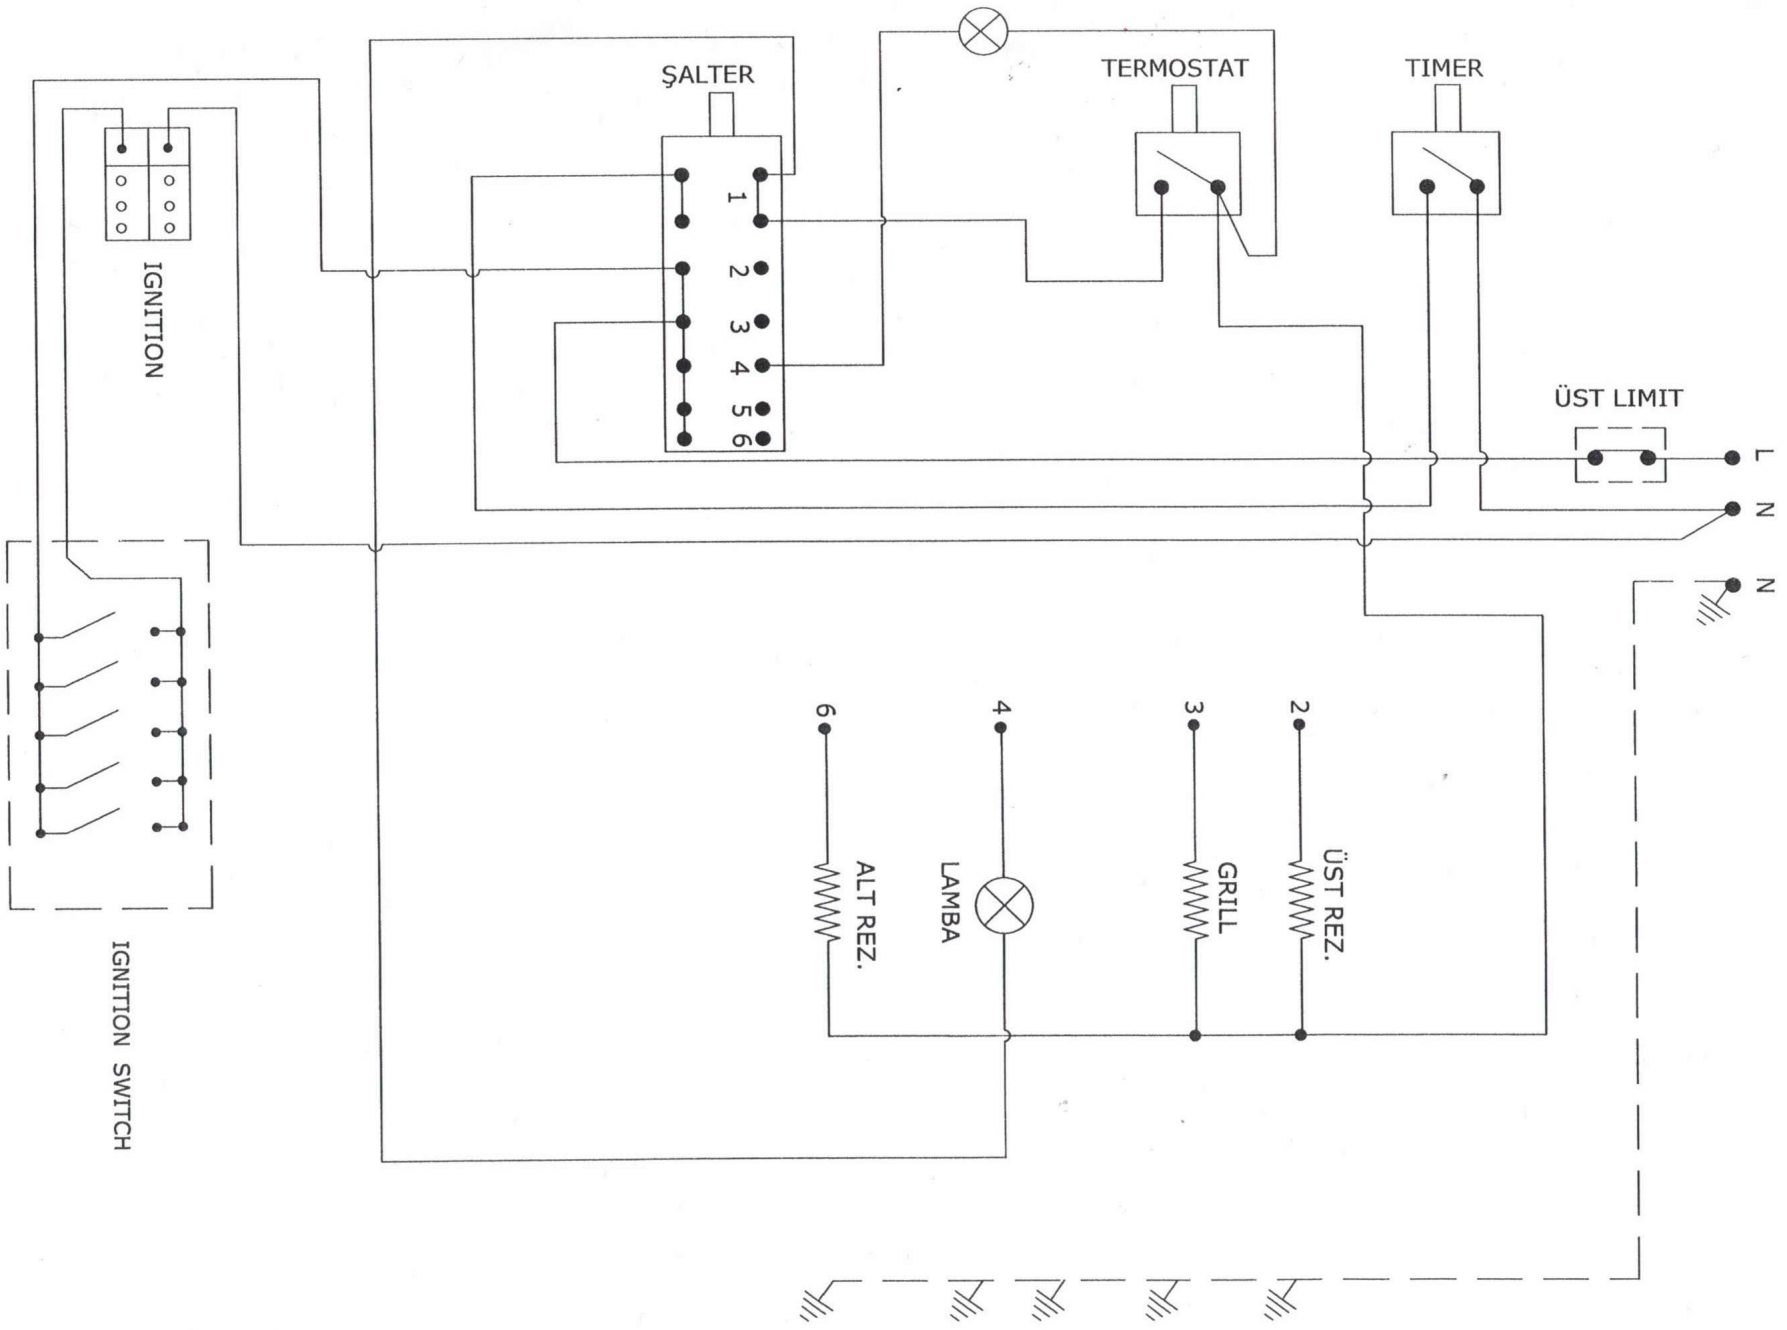 ŞALTER
TERMOSTAT
TIMER
1
2
3
4
5
6
IGNITION
ÜST LIMIT
L
N
N
6
4
3
2
ALT REZ.
LAMBA
GRILL
ÜST REZ.
IGNITION SWITCH